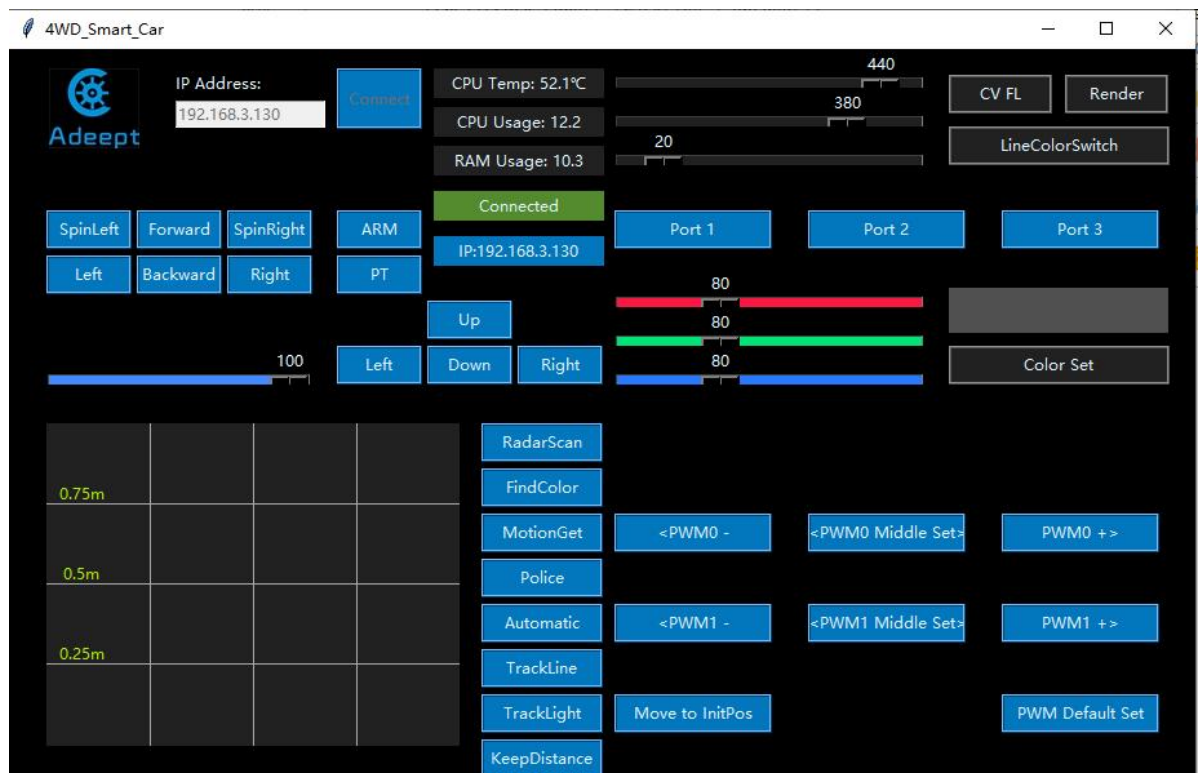 4WD_Smart_Car
Adeept
IP Address:
192.168.3.130
Connect
CPU Temp: 52.1℃
CPU Usage: 12.2
RAM Usage: 10.3
Connected
IP:192.168.3.130
440
380
20
CV FL
Render
LineColorSwitch
SpinLeft
Forward
SpinRight
ARM
Left
Backward
Right
PT
Port 1
Port 2
Port 3
Up
Left
Down
Right
100
80
80
80
Color Set
0.75m
0.5m
0.25m
RadarScan
FindColor
MotionGet
Police
Automatic
TrackLine
TrackLight
KeepDistance
<PWM0 -
<PWM0 Middle Set>
PWM0 +>
<PWM1 -
<PWM1 Middle Set>
PWM1 +>
Move to InitPos
PWM Default Set